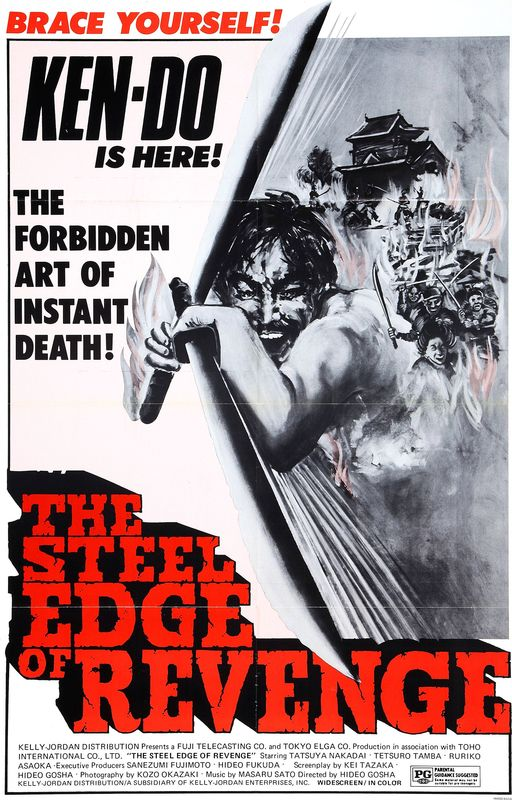 BRACE YOURSELF!
KEN-DO
IS HERE!
THE
FORBIDDEN
ART OF
INSTANT
DEATH!
THE
STEEL
EDGE
OF REVENGE
KELLY-JORDAN DISTRIBUTION Presents a FUJI TELECASTING CO. and TOKYO ELGA CO. Production in association with TOHO
INTERNATIONAL CO., LTD. "THE STEEL EDGE OF REVENGE" Starring TATSUYA NAKADAI · TETSURO TAMBA · RURIKO
ASAOKA · Executive Producers SANEZUMI FUJIMOTO · HIDEO FUKUDA · Screenplay by KEI TAZAKA ·
HIDEO GOSHA · Photography by KOZO OKAZAKI · Music by MASARU SATO Directed by HIDEO GOSHA
KELLY-JORDAN DISTRIBUTION/A SUBSIDIARY OF KELLY-JORDAN ENTERPRISES, INC. WIDESCREEN/IN COLOR
PG PARENTAL GUIDANCE SUGGESTED